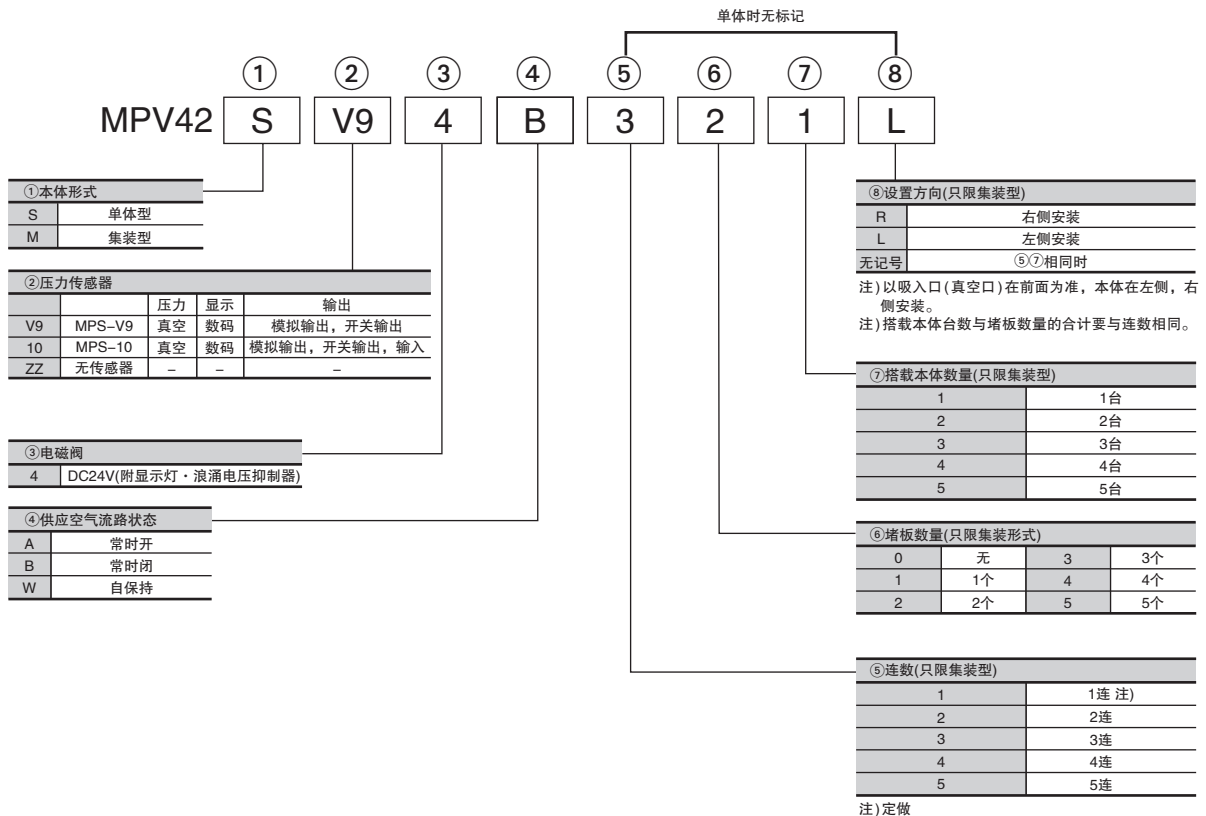 单体时无标记
① ② ③ ④ ⑤ ⑥ ⑦ ⑧
MPV42 S V9 4 B 3 2 1 L
①本体形式
S 单体型
M 集装型
②压力传感器
压力 显示 输出
V9 MPS-V9 真空 数码 模拟输出，开关输出
10 MPS-10 真空 数码 模拟输出，开关输出，输入
ZZ 无传感器 - - -
③电磁阀
4 DC24V(附显示灯・浪涌电压抑制器)
④供应空气流路状态
A 常时开
B 常时闭
W 自保持
⑧设置方向(只限集装型)
R 右侧安装
L 左侧安装
无记号 ⑤⑦相同时
注)以吸入口(真空口)在前面为准，本体在左侧，右
侧安装。
注)搭载本体台数与堵板数量的合计要与连数相同。
⑦搭载本体数量(只限集装型)
1 1台
2 2台
3 3台
4 4台
5 5台
⑥堵板数量(只限集装形式)
0 无 3 3个
1 1个 4 4个
2 2个 5 5个
⑤连数(只限集装型)
1 1连 注)
2 2连
3 3连
4 4连
5 5连
注)定做